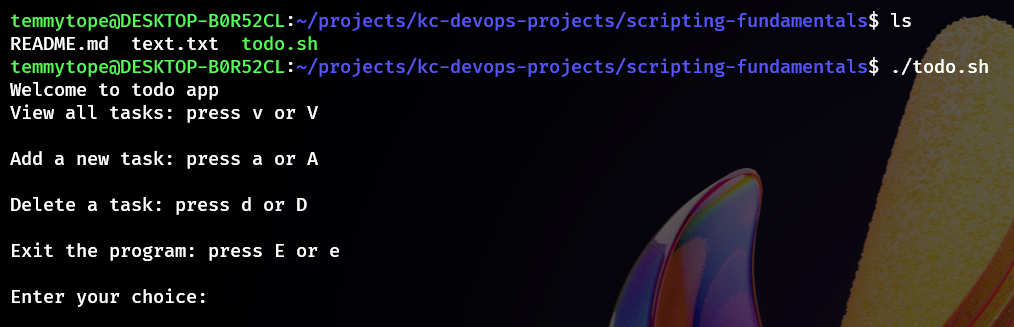 temmytope@DESKTOP-B0R52CL:~/projects/kc-devops-projects/scripting-fundamentals$ ls
README.md  text.txt  todo.sh
temmytope@DESKTOP-B0R52CL:~/projects/kc-devops-projects/scripting-fundamentals$ ./todo.sh
Welcome to todo app
View all tasks: press v or V
Add a new task: press a or A
Delete a task: press d or D
Exit the program: press E or e
Enter your choice: